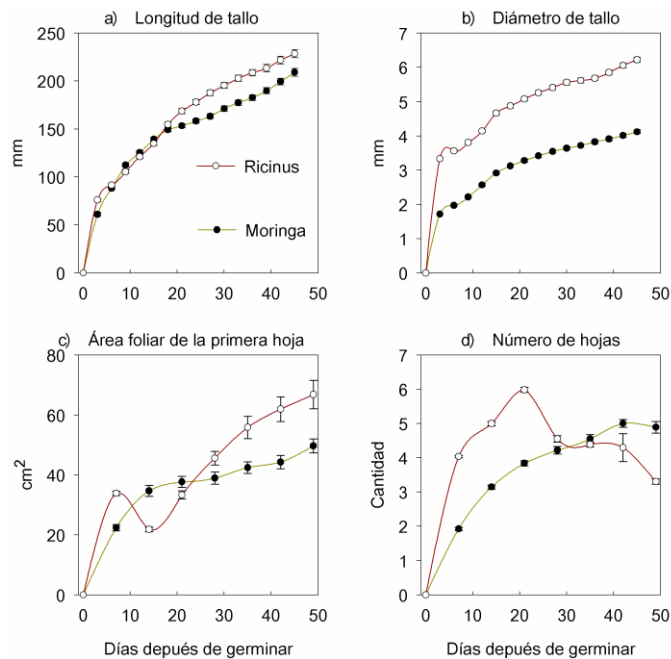 a) Longitud de tallo
250
200
150
100
50
0
mm
Ricinus
Moringa
0 10 20 30 40 50
b) Diámetro de tallo
7
6
5
4
3
2
1
0
mm
0 10 20 30 40 50
c) Área foliar de la primera hoja
80
60
40
20
0
cm2
0 10 20 30 40 50
Días depués de germinar
d) Número de hojas
7
6
5
4
3
2
1
0
Cantidad
0 10 20 30 40 50
Días depués de germinar